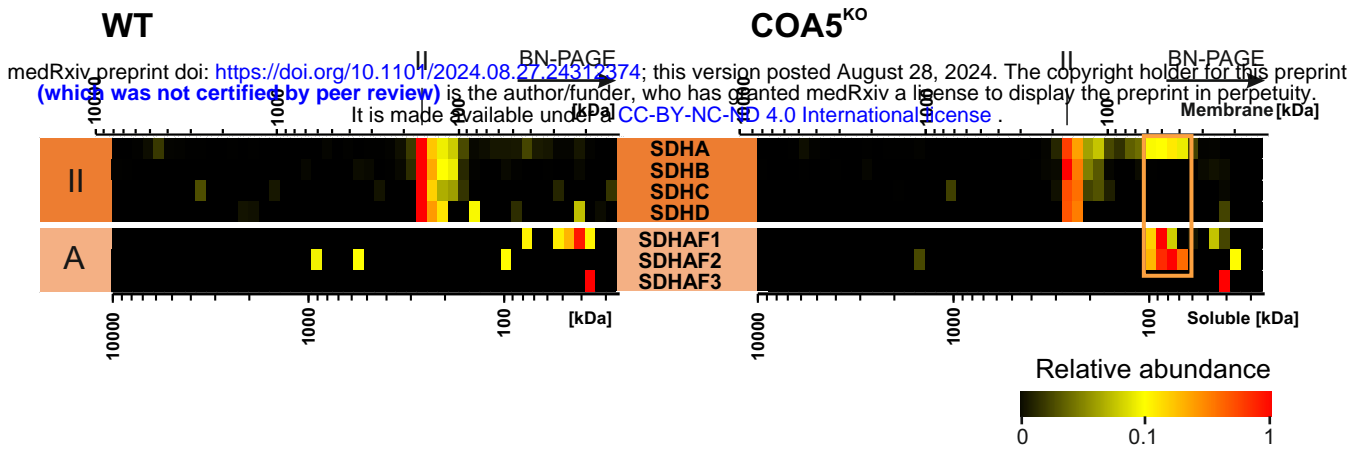 WT COA5KO
II BN-PAGE II BN-PAGE
medRxiv preprint doi: https://doi.org/10.1101/2024.08.27.24312374; this version posted August 28, 2024. The copyright holder for this preprint
(which was not certified by peer review) is the author/funder, who has granted medRxiv a license to display the preprint in perpetuity.
10000 1000 100 [kDa] 10000 1000 100 Membrane [kDa]
It is made available under a CC-BY-NC-ND 4.0 International license .
II
SDHA
SDHB
SDHC
SDHD
A
SDHAF1
SDHAF2
SDHAF3
10000 1000 100 [kDa] 10000 1000 100 Soluble [kDa]
Relative abundance
0 0.1 1